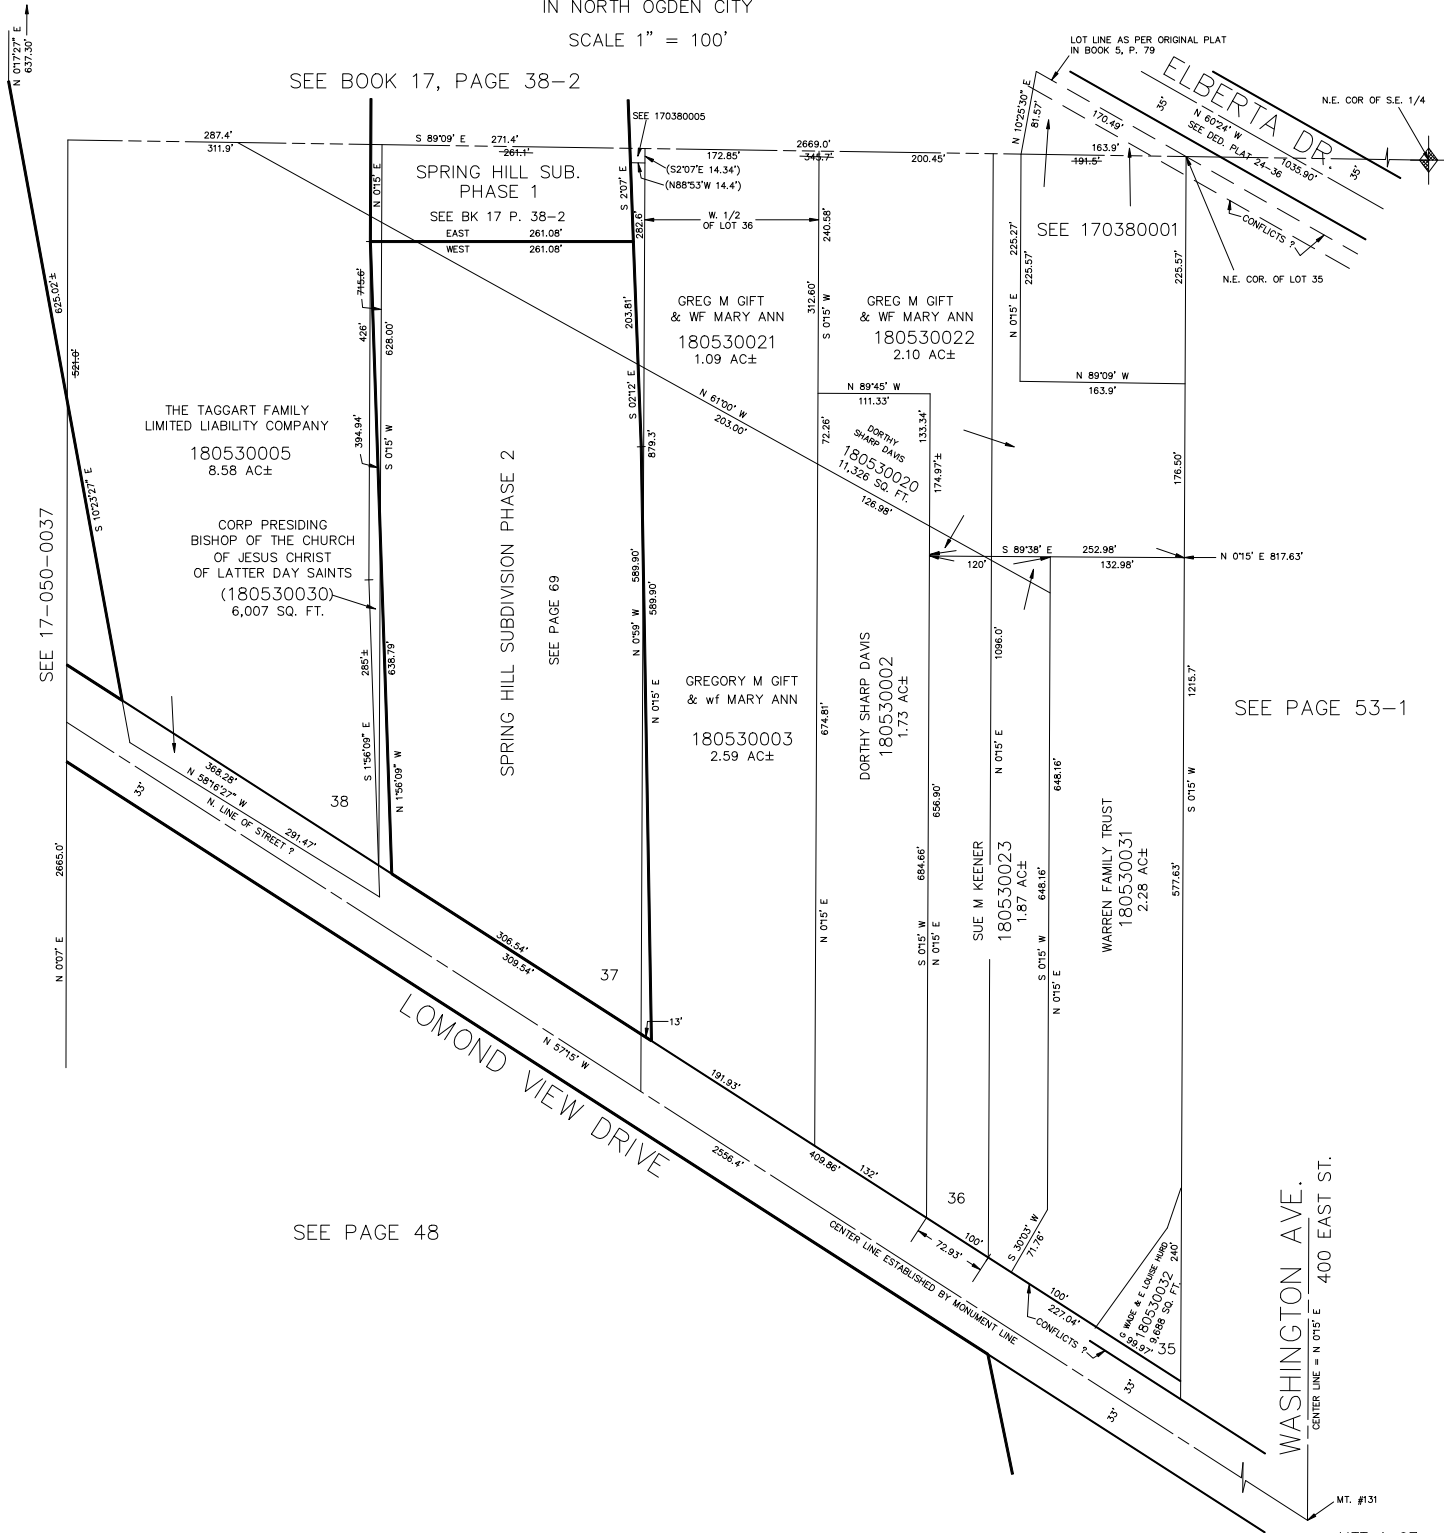 IN NORTH OGDEN CITY
SCALE 1" = 100'
SEE BOOK 17, PAGE 38-2
N 0°17'27" E
637.30'
LOT LINE AS PER ORIGINAL PLAT
IN BOOK 5, P. 79
ELBERTA DR.
N 60°24' W
SEE DED. PLAT 24-36
1035.90'
35'
35'
170.49'
N.E. COR OF S.E. 1/4
N 10°25'30" E
81.57'
287.4'
311.9'
S 89°09' E
271.4'
261.1'
SEE 170380005
172.85'
2669.0'
345.7'
200.45'
163.9'
191.5'
(S2°07'E 14.34')
(N88°53'W 14.4')
SPRING HILL SUB.
PHASE 1
SEE BK 17 P. 38-2
EAST 261.08'
WEST 261.08'
N 0°15' E
S 2°07' E
282.6'
W. 1/2
OF LOT 36
240.58'
SEE 170380001
CONFLICTS ?
N.E. COR. OF LOT 35
225.27'
225.57'
225.57'
N 0°15' E
625.02'±
521.0'
715.6'
426'
628.00'
203.81'
312.60'
S 0°15' W
GREG M GIFT
& WF MARY ANN
180530021
1.09 AC±
GREG M GIFT
& WF MARY ANN
180530022
2.10 AC±
N 89°09' W
163.9'
N 89°45' W
111.33'
N 61°00' W
203.00'
S 02°12' E
879.3'
THE TAGGART FAMILY
LIMITED LIABILITY COMPANY
180530005
8.58 AC±
394.94'
S 0°15' W
72.26'
133.34'
174.97'±
DORTHY
SHARP DAVIS
180530020
11,326 SQ. FT.
126.98'
176.50'
S 10°23'27" E
SEE 17-050-0037
CORP PRESIDING
BISHOP OF THE CHURCH
OF JESUS CHRIST
OF LATTER DAY SAINTS
(180530030)
6,007 SQ. FT.
SPRING HILL SUBDIVISION PHASE 2
SEE PAGE 69
589.90'
589.90'
N 0°59' W
N 0°15' E
S 89°38' E
252.98'
120'
132.98'
N 0°15' E 817.63'
285'±
638.79'
S 1°56'09" E
N 1°56'09" W
GREGORY M GIFT
& wf MARY ANN
180530003
2.59 AC±
674.81'
N 0°15' E
DORTHY SHARP DAVIS
180530002
1.73 AC±
656.90'
684.66'
S 0°15' W
N 0°15' E
1096.0'
N 0°15' E
648.16'
648.16'
S 0°15' W
N 0°15' E
1215.7'
S 0°15' W
577.63'
SEE PAGE 53-1
SUE M KEENER
180530023
1.87 AC±
WARREN FAMILY TRUST
180530031
2.28 AC±
368.28'
N 58°16'27" W
N. LINE OF STREET ?
291.47'
33'
38
2665.0'
N 0°07' E
306.54'
309.54'
37
13'
N 57°15' W
LOMOND VIEW DRIVE
191.93'
2556.4'
409.86'
132'
36
100'
72.93'
S 30°03' W
71.76'
CENTER LINE ESTABLISHED BY MONUMENT LINE
100'
227.04'
CONFLICTS ?
G WADE & E LOUISE HURD
180530032
9,688 SQ. FT.
99.97'
240'
35
33'
33'
SEE PAGE 48
WASHINGTON AVE.
400 EAST ST.
CENTER LINE = N 0°15' E
MT. #131